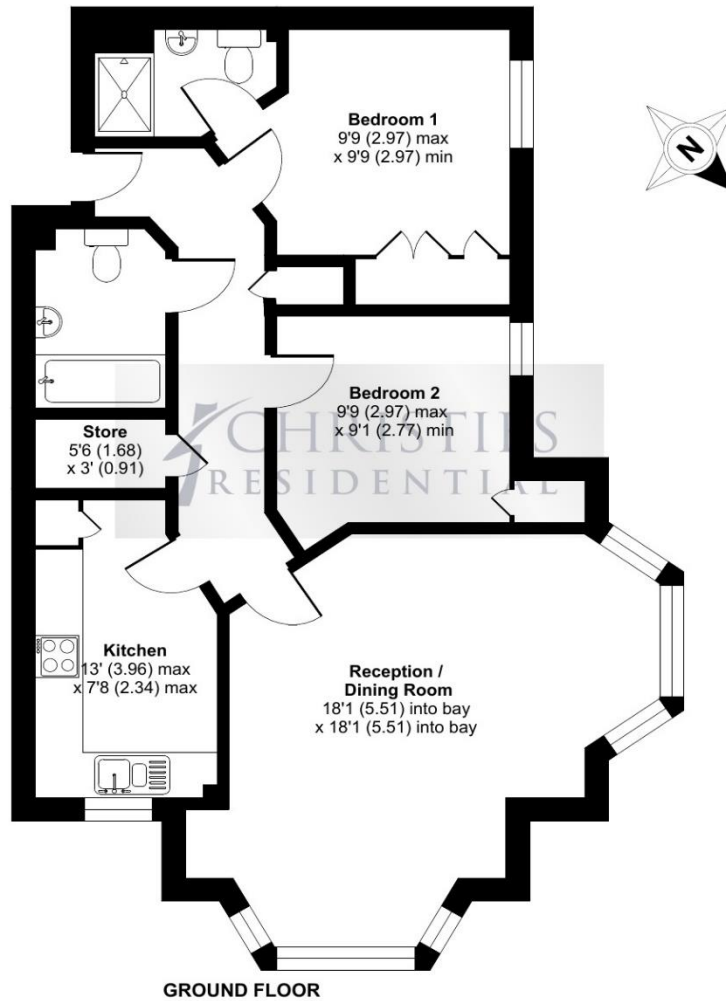 Bedroom 1
9'9 (2.97) max
x 9'9 (2.97) min
N
Bedroom 2
9'9 (2.97) max
x 9'1 (2.77) min
CHRISTIES
RESIDENTIAL
Store
5'6 (1.68)
x 3' (0.91)
Kitchen
13' (3.96) max
x 7'8 (2.34) max
Reception /
Dining Room
18'1 (5.51) into bay
x 18'1 (5.51) into bay
GROUND FLOOR